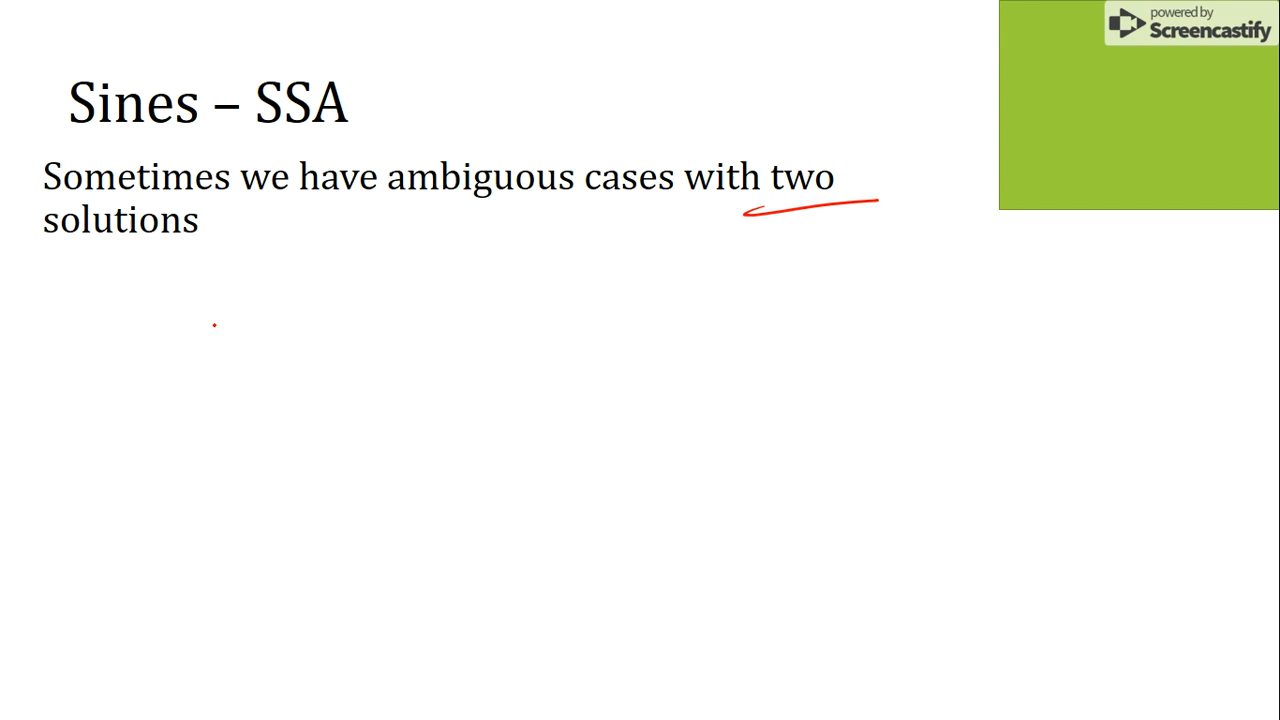 powered by
Screencastify
Sines – SSA
Sometimes we have ambiguous cases with two
solutions